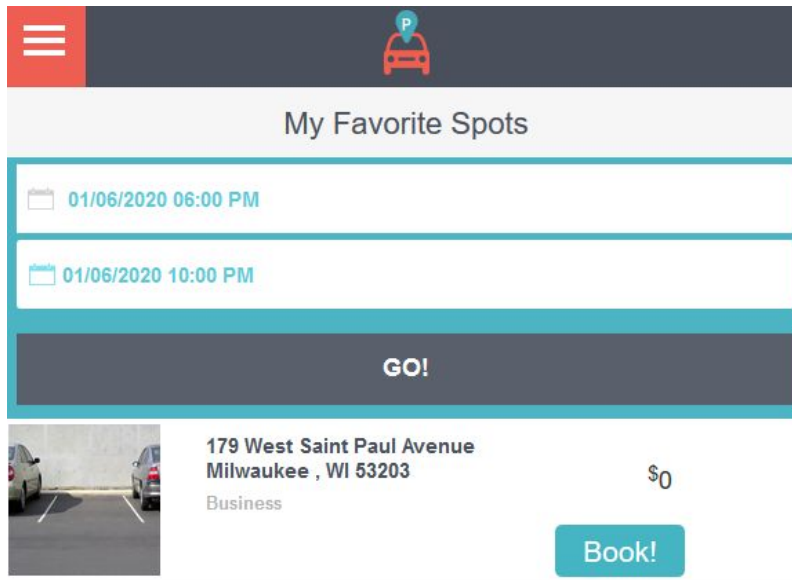 P
My Favorite Spots
01/06/2020 06:00 PM
01/06/2020 10:00 PM
GO!
179 West Saint Paul Avenue
Milwaukee , WI 53203
Business
$0
Book!